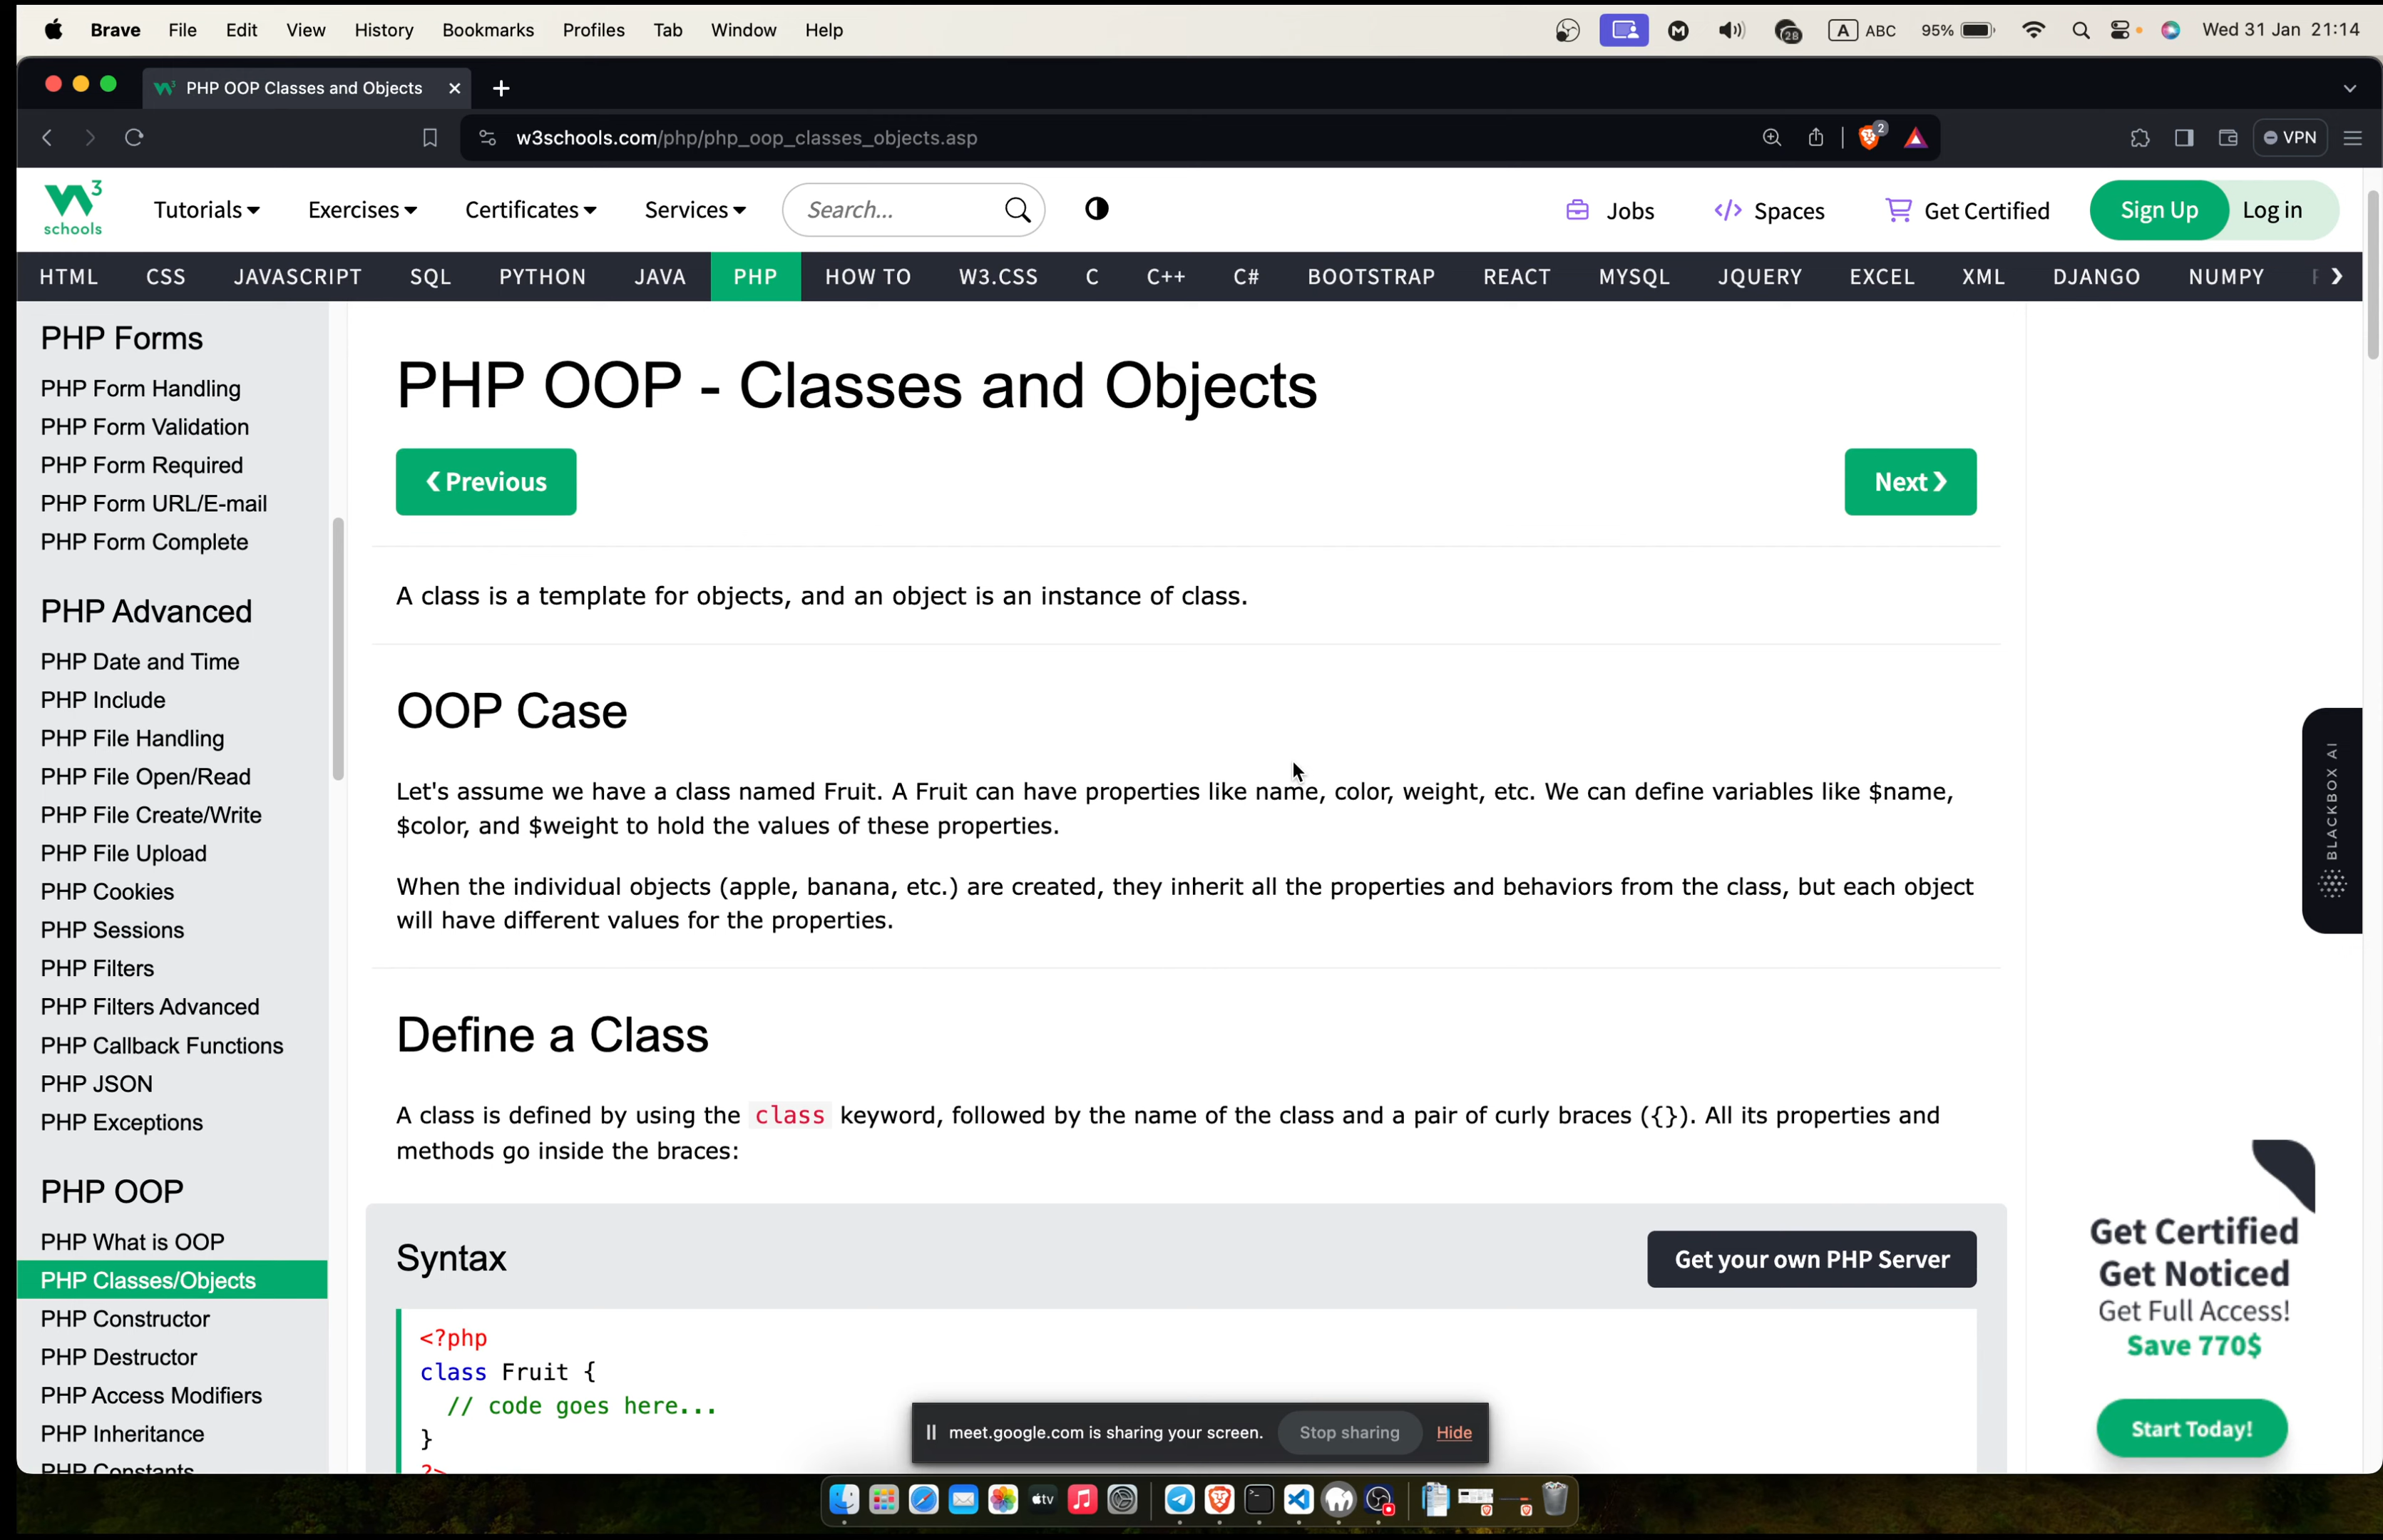 Brave File Edit View History Bookmarks Profiles Tab Window Help
28 A ABC 95% Wed 31 Jan 21:14
PHP OOP Classes and Objects
w3schools.com/php/php_oop_classes_objects.asp
2
VPN
W3 schools
Tutorials Exercises Certificates Services Search... Jobs Spaces Get Certified Sign Up Log in
HTML CSS JAVASCRIPT SQL PYTHON JAVA PHP HOW TO W3.CSS C C++ C# BOOTSTRAP REACT MYSQL JQUERY EXCEL XML DJANGO NUMPY
PHP Forms
PHP Form Handling
PHP Form Validation
PHP Form Required
PHP Form URL/E-mail
PHP Form Complete
PHP Advanced
PHP Date and Time
PHP Include
PHP File Handling
PHP File Open/Read
PHP File Create/Write
PHP File Upload
PHP Cookies
PHP Sessions
PHP Filters
PHP Filters Advanced
PHP Callback Functions
PHP JSON
PHP Exceptions
PHP OOP
PHP What is OOP
PHP Classes/Objects
PHP Constructor
PHP Destructor
PHP Access Modifiers
PHP Inheritance
PHP Constants
PHP OOP - Classes and Objects
❮ Previous
Next ❯
A class is a template for objects, and an object is an instance of class.
OOP Case
Let's assume we have a class named Fruit. A Fruit can have properties like name, color, weight, etc. We can define variables like $name,
$color, and $weight to hold the values of these properties.
When the individual objects (apple, banana, etc.) are created, they inherit all the properties and behaviors from the class, but each object
will have different values for the properties.
Define a Class
A class is defined by using the class keyword, followed by the name of the class and a pair of curly braces ({}). All its properties and
methods go inside the braces:
Syntax
Get your own PHP Server
<?php
class Fruit {
// code goes here...
}
?>
BLACKBOX AI
Get Certified
Get Noticed
Get Full Access!
Save 770$
Start Today!
meet.google.com is sharing your screen. Stop sharing Hide
tv